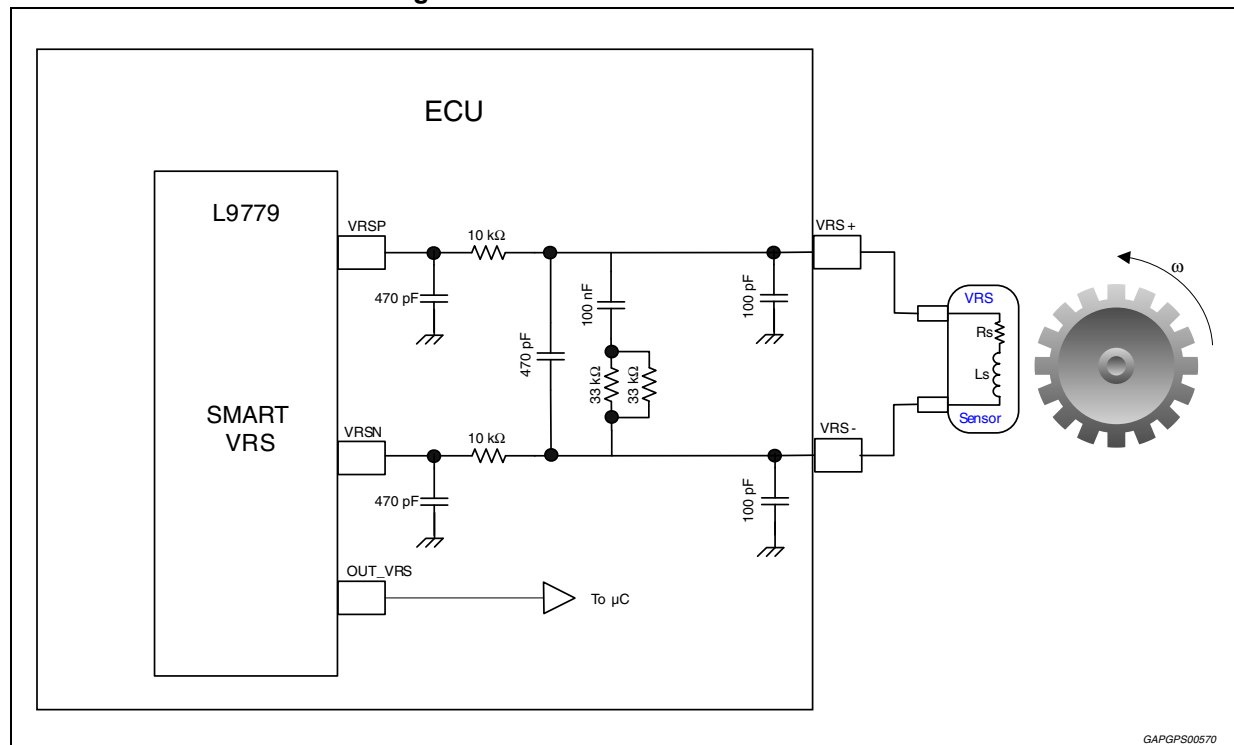 ECU
L9779
VRSP
10 kΩ
VRS+
470 pF
100 nF
100 pF
ω
VRS
Rs
Ls
Sensor
470 pF
33 kΩ
33 kΩ
SMART
VRS
VRSN
10 kΩ
VRS-
470 pF
100 pF
OUT_VRS
To µC
GAPGPS00570